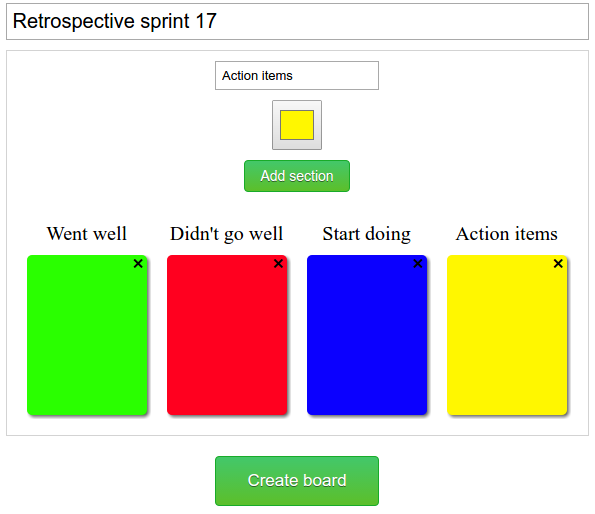 Retrospective sprint 17
Action items
Add section
Went well Didn't go well Start doing Action items
× × × ×
Create board